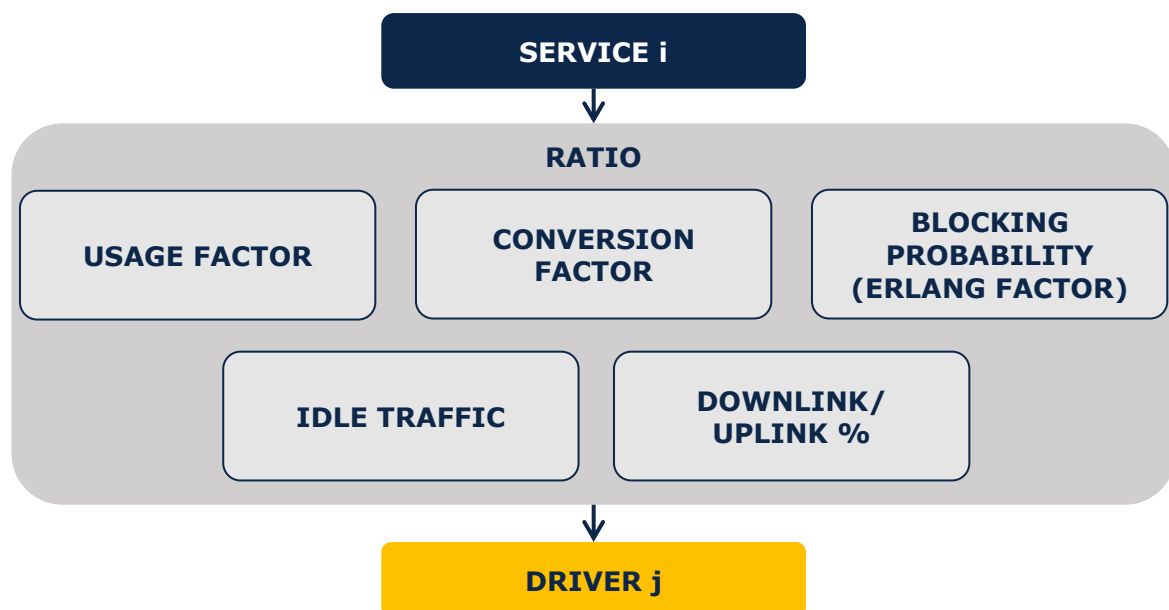 SERVICE i
RATIO
USAGE FACTOR
CONVERSION
FACTOR
BLOCKING
PROBABILITY
(ERLANG FACTOR)
IDLE TRAFFIC
DOWNLINK/
UPLINK %
DRIVER j